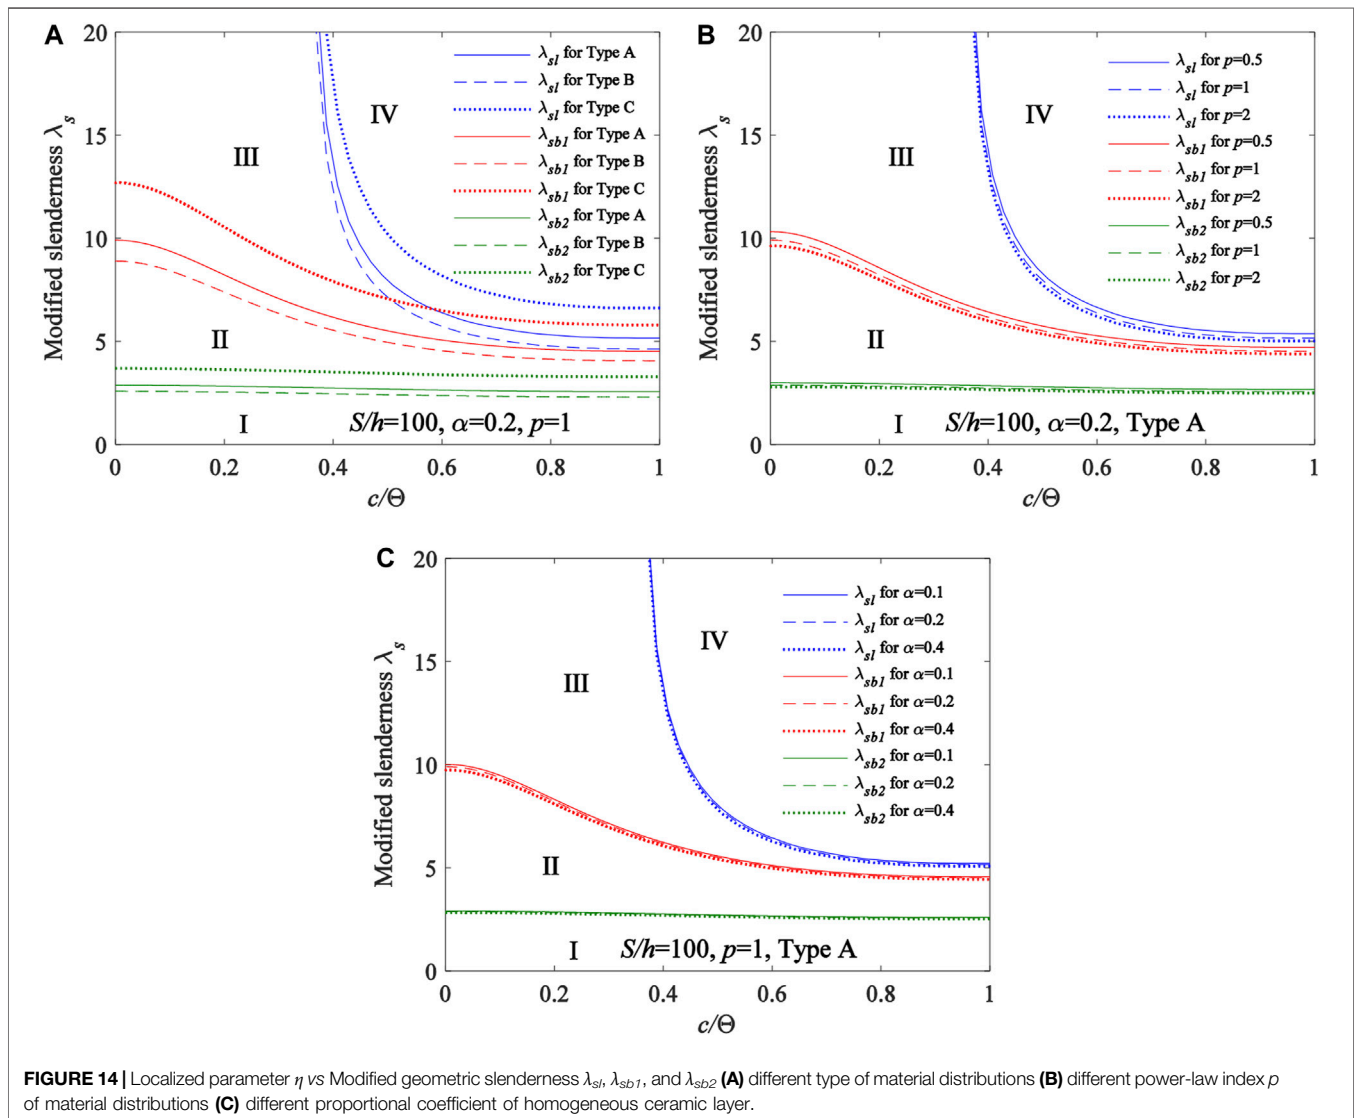 A
Modified slenderness λs
20
15
10
5
0
0 0.2 0.4 0.6 0.8 1
c/Θ
λsl for Type A
λsl for Type B
λsl for Type C
λsb1 for Type A
λsb1 for Type B
λsb1 for Type C
λsb2 for Type A
λsb2 for Type B
λsb2 for Type C
IV
III
II
I
S/h=100, α=0.2, p=1
B
Modified slenderness λs
20
15
10
5
0
0 0.2 0.4 0.6 0.8 1
c/Θ
λsl for p=0.5
λsl for p=1
λsl for p=2
λsb1 for p=0.5
λsb1 for p=1
λsb1 for p=2
λsb2 for p=0.5
λsb2 for p=1
λsb2 for p=2
IV
III
II
I
S/h=100, α=0.2, Type A
C
Modified slenderness λs
20
15
10
5
0
0 0.2 0.4 0.6 0.8 1
c/Θ
λsl for α=0.1
λsl for α=0.2
λsl for α=0.4
λsb1 for α=0.1
λsb1 for α=0.2
λsb1 for α=0.4
λsb2 for α=0.1
λsb2 for α=0.2
λsb2 for α=0.4
IV
III
II
I
S/h=100, p=1, Type A
FIGURE 14 | Localized parameter η vs Modified geometric slenderness λsl, λsb1, and λsb2 (A) different type of material distributions (B) different power-law index p
of material distributions (C) different proportional coefficient of homogeneous ceramic layer.